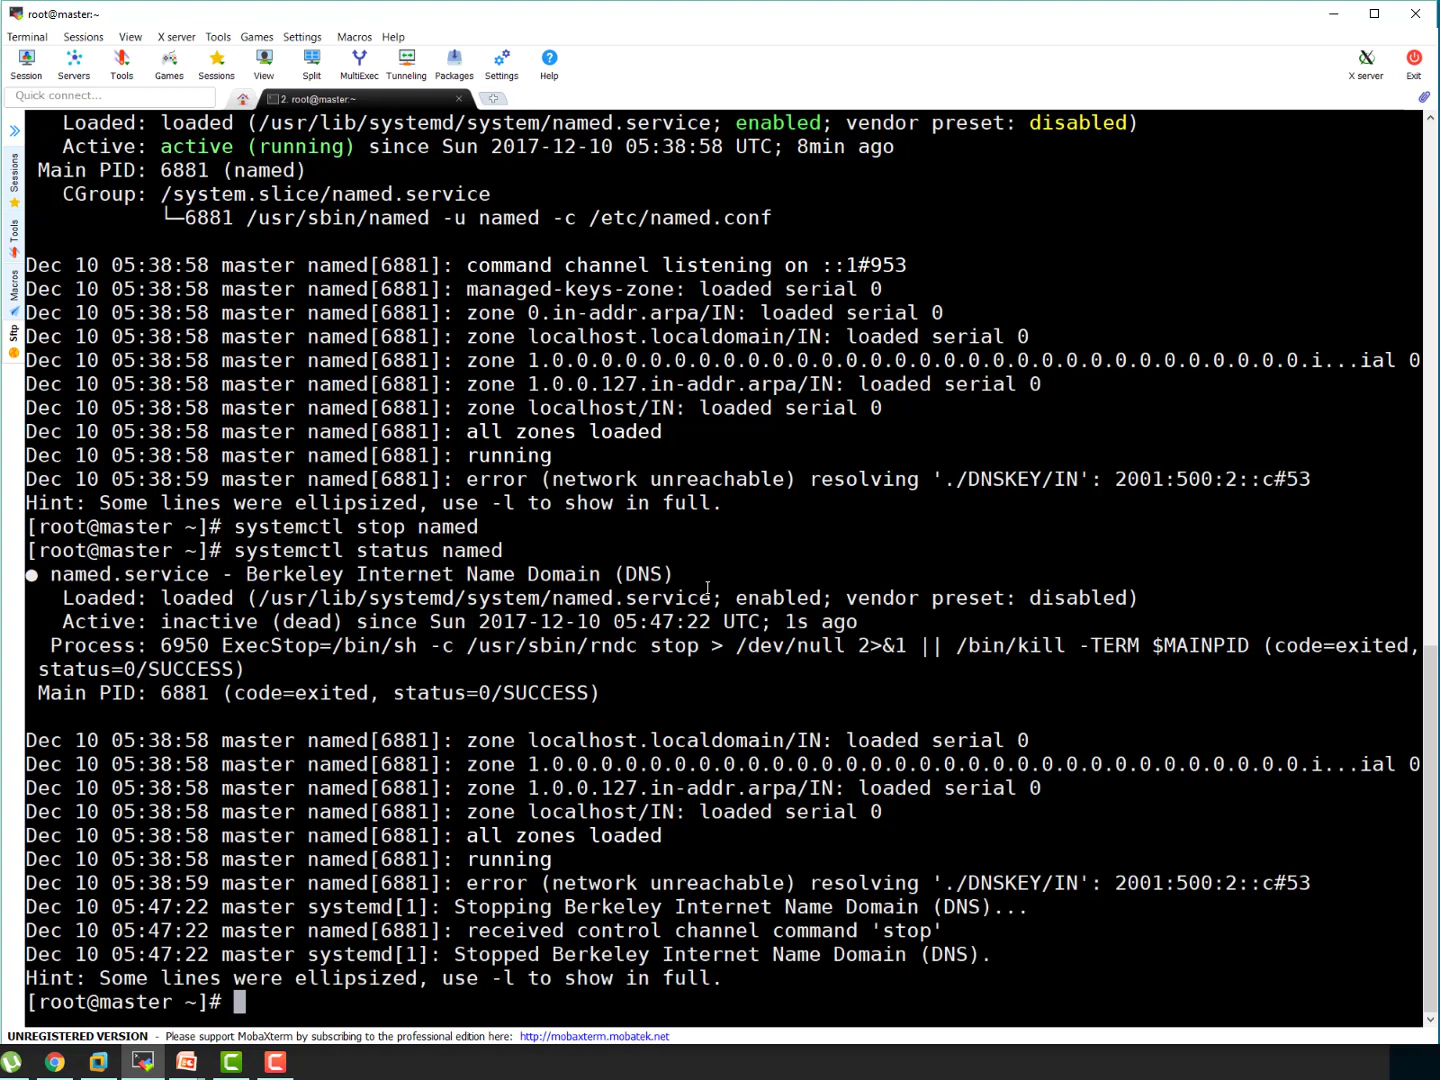 root@master:~
Terminal Sessions View X server Tools Games Settings Macros Help
Session Servers Tools Games Sessions View Split MultiExec Tunneling Packages Settings Help X server Exit
Quick connect...
2. root@master:~
Sessions
Tools
Macros
Sftp
Loaded: loaded (/usr/lib/systemd/system/named.service; enabled; vendor preset: disabled)
Active: active (running) since Sun 2017-12-10 05:38:58 UTC; 8min ago
Main PID: 6881 (named)
CGroup: /system.slice/named.service
└─6881 /usr/sbin/named -u named -c /etc/named.conf
Dec 10 05:38:58 master named[6881]: command channel listening on ::1#953
Dec 10 05:38:58 master named[6881]: managed-keys-zone: loaded serial 0
Dec 10 05:38:58 master named[6881]: zone 0.in-addr.arpa/IN: loaded serial 0
Dec 10 05:38:58 master named[6881]: zone localhost.localdomain/IN: loaded serial 0
Dec 10 05:38:58 master named[6881]: zone 1.0.0.0.0.0.0.0.0.0.0.0.0.0.0.0.0.0.0.0.0.0.0.0.0.0.0.0.0.0.0.0.i...ial 0
Dec 10 05:38:58 master named[6881]: zone 1.0.0.127.in-addr.arpa/IN: loaded serial 0
Dec 10 05:38:58 master named[6881]: zone localhost/IN: loaded serial 0
Dec 10 05:38:58 master named[6881]: all zones loaded
Dec 10 05:38:58 master named[6881]: running
Dec 10 05:38:59 master named[6881]: error (network unreachable) resolving './DNSKEY/IN': 2001:500:2::c#53
Hint: Some lines were ellipsized, use -l to show in full.
[root@master ~]# systemctl stop named
[root@master ~]# systemctl status named
● named.service - Berkeley Internet Name Domain (DNS)
Loaded: loaded (/usr/lib/systemd/system/named.service; enabled; vendor preset: disabled)
Active: inactive (dead) since Sun 2017-12-10 05:47:22 UTC; 1s ago
Process: 6950 ExecStop=/bin/sh -c /usr/sbin/rndc stop > /dev/null 2>&1 || /bin/kill -TERM $MAINPID (code=exited,
status=0/SUCCESS)
Main PID: 6881 (code=exited, status=0/SUCCESS)
Dec 10 05:38:58 master named[6881]: zone localhost.localdomain/IN: loaded serial 0
Dec 10 05:38:58 master named[6881]: zone 1.0.0.0.0.0.0.0.0.0.0.0.0.0.0.0.0.0.0.0.0.0.0.0.0.0.0.0.0.0.0.0.i...ial 0
Dec 10 05:38:58 master named[6881]: zone 1.0.0.127.in-addr.arpa/IN: loaded serial 0
Dec 10 05:38:58 master named[6881]: zone localhost/IN: loaded serial 0
Dec 10 05:38:58 master named[6881]: all zones loaded
Dec 10 05:38:58 master named[6881]: running
Dec 10 05:38:59 master named[6881]: error (network unreachable) resolving './DNSKEY/IN': 2001:500:2::c#53
Dec 10 05:47:22 master systemd[1]: Stopping Berkeley Internet Name Domain (DNS)...
Dec 10 05:47:22 master named[6881]: received control channel command 'stop'
Dec 10 05:47:22 master systemd[1]: Stopped Berkeley Internet Name Domain (DNS).
Hint: Some lines were ellipsized, use -l to show in full.
[root@master ~]#
UNREGISTERED VERSION - Please support MobaXterm by subscribing to the professional edition here: http://mobaxterm.mobatek.net